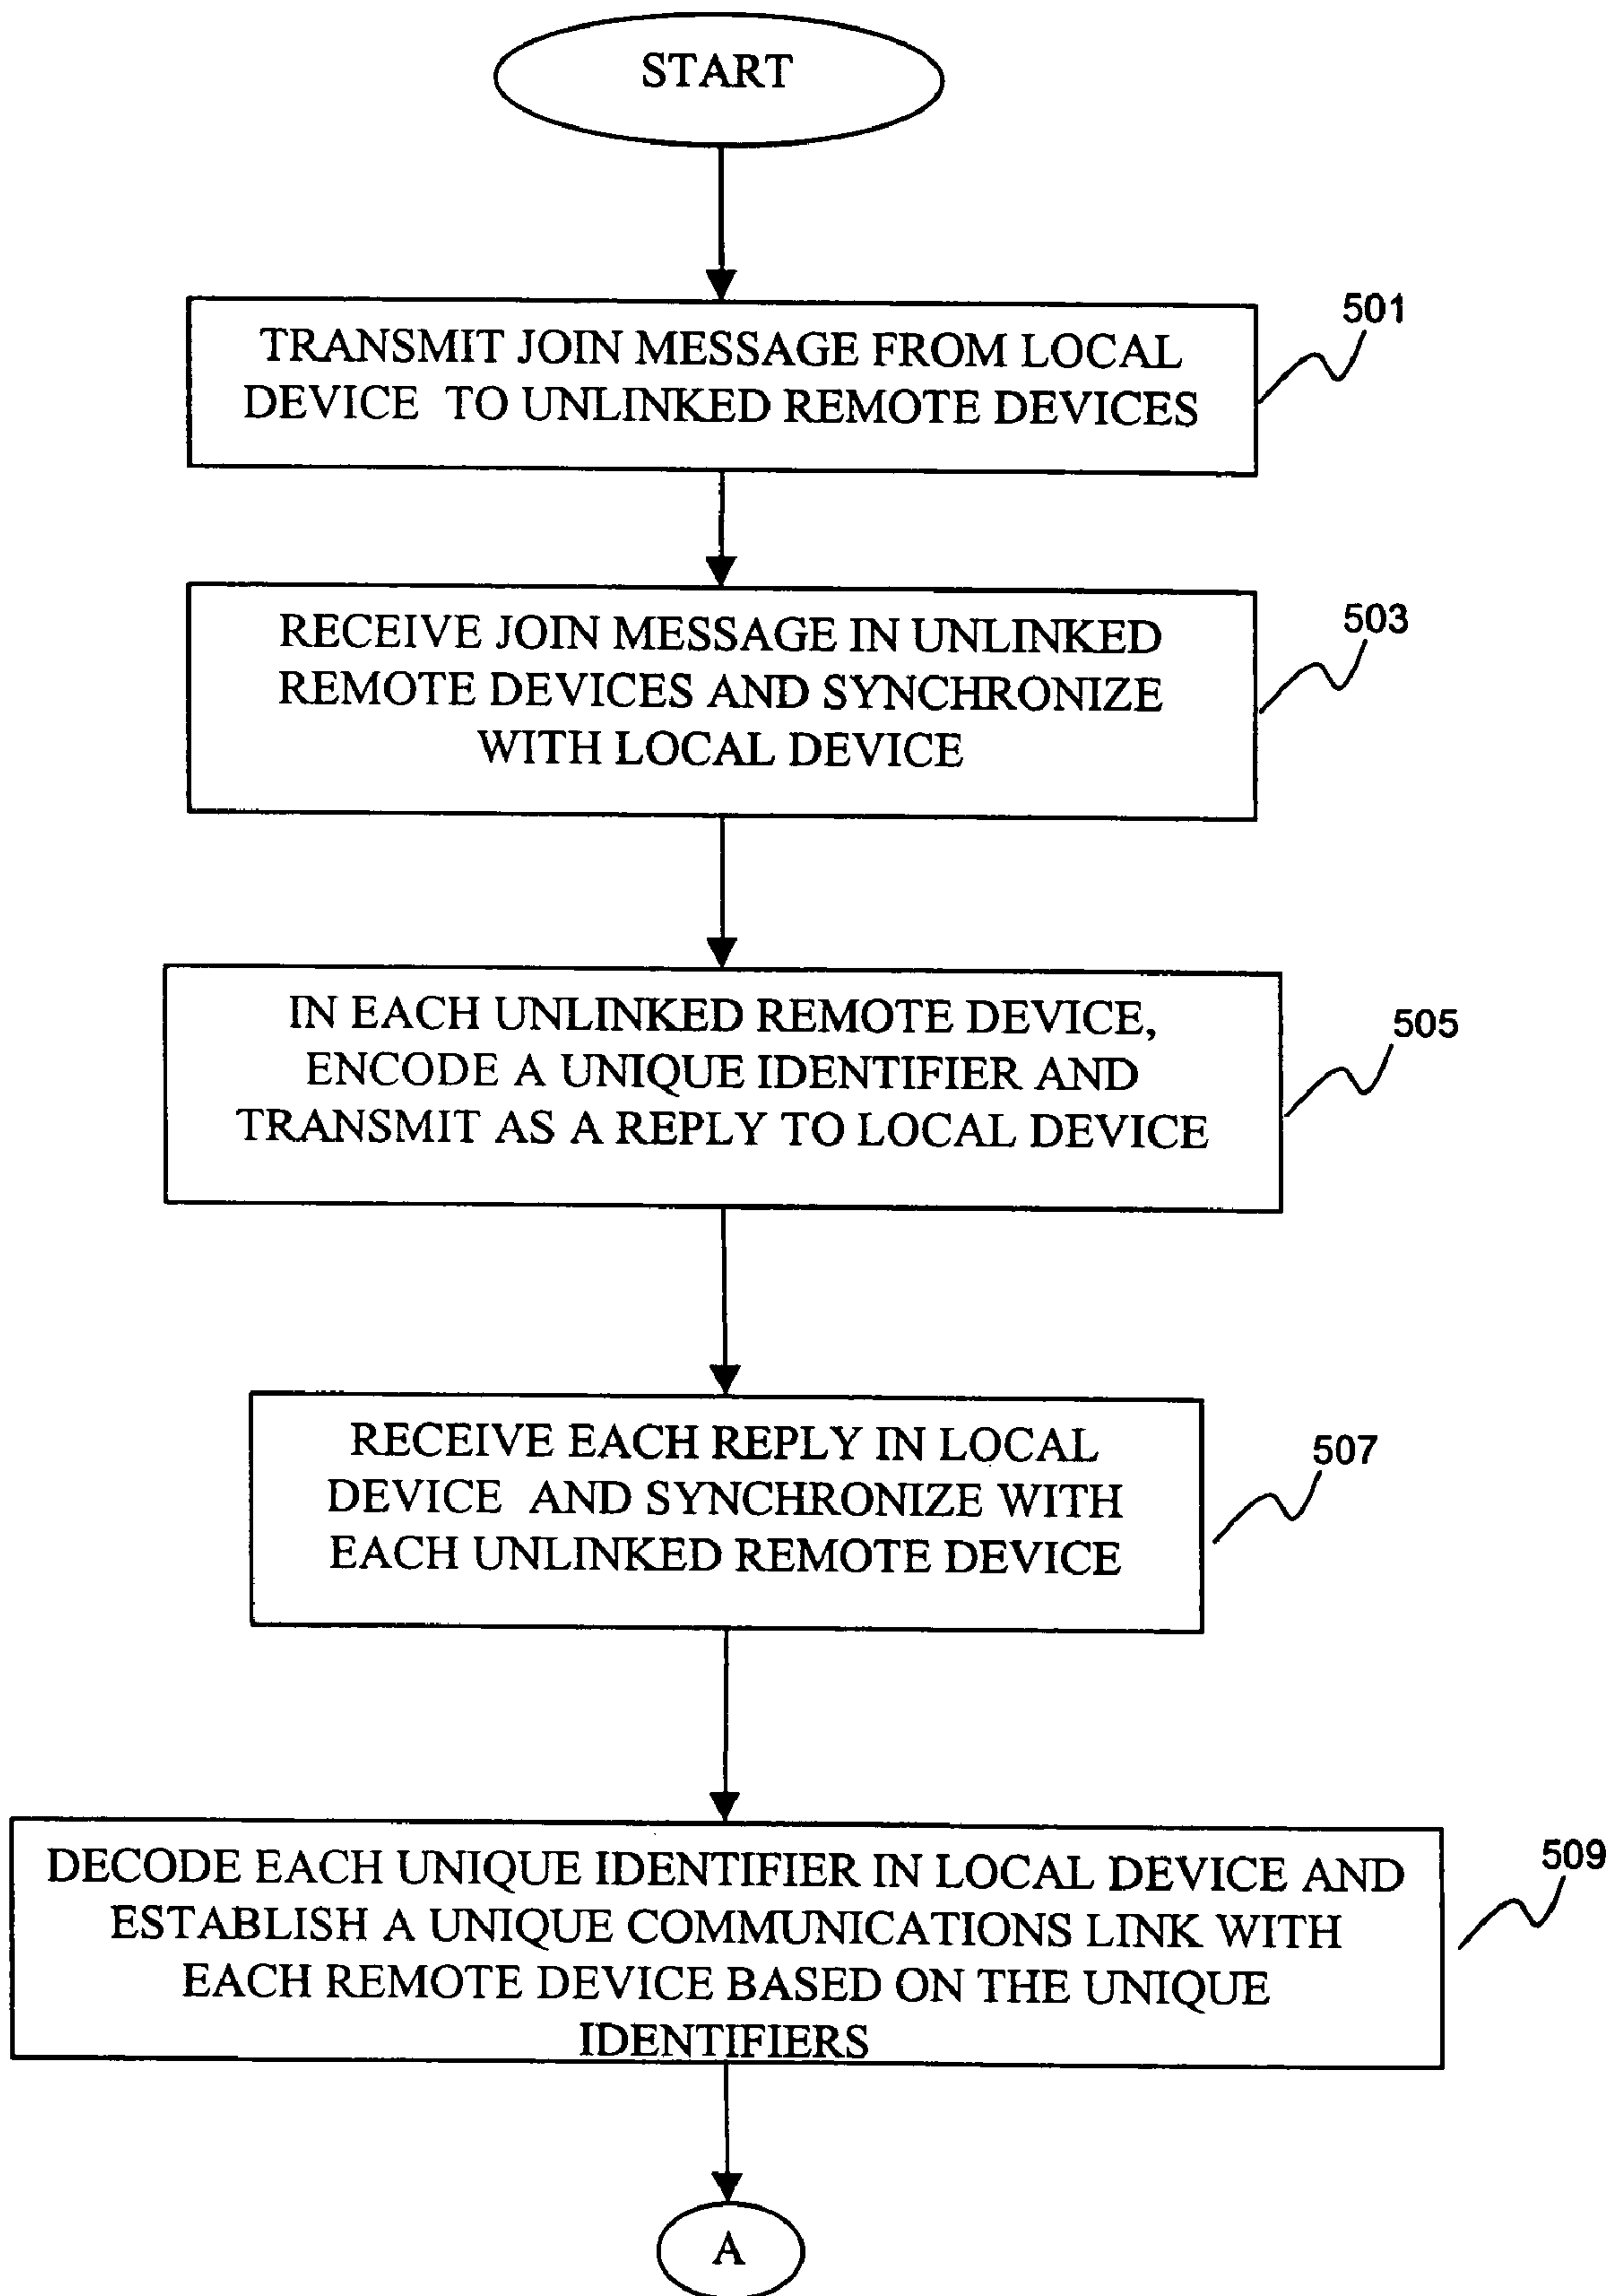 START
TRANSMIT JOIN MESSAGE FROM LOCAL
DEVICE TO UNLINKED REMOTE DEVICES
501
RECEIVE JOIN MESSAGE IN UNLINKED
REMOTE DEVICES AND SYNCHRONIZE
WITH LOCAL DEVICE
503
IN EACH UNLINKED REMOTE DEVICE,
ENCODE A UNIQUE IDENTIFIER AND
TRANSMIT AS A REPLY TO LOCAL DEVICE
505
RECEIVE EACH REPLY IN LOCAL
DEVICE AND SYNCHRONIZE WITH
EACH UNLINKED REMOTE DEVICE
507
DECODE EACH UNIQUE IDENTIFIER IN LOCAL DEVICE AND
ESTABLISH A UNIQUE COMMUNICATIONS LINK WITH
EACH REMOTE DEVICE BASED ON THE UNIQUE
IDENTIFIERS
509
A